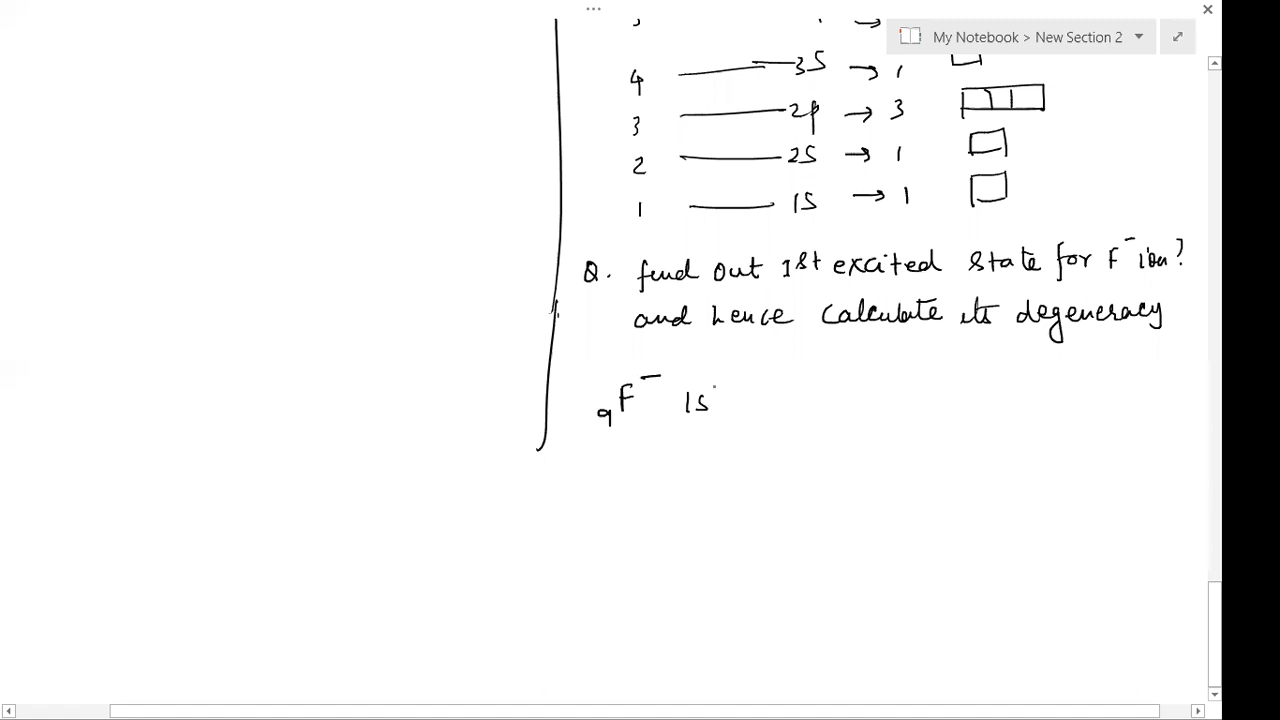 My Notebook > New Section 2
4 3S → 1
3 2p → 3
2 2S → 1
1 1S → 1
Q. find out 1st excited state for F⁻ ion?
and hence calculate its degeneracy
₉F⁻ 1s